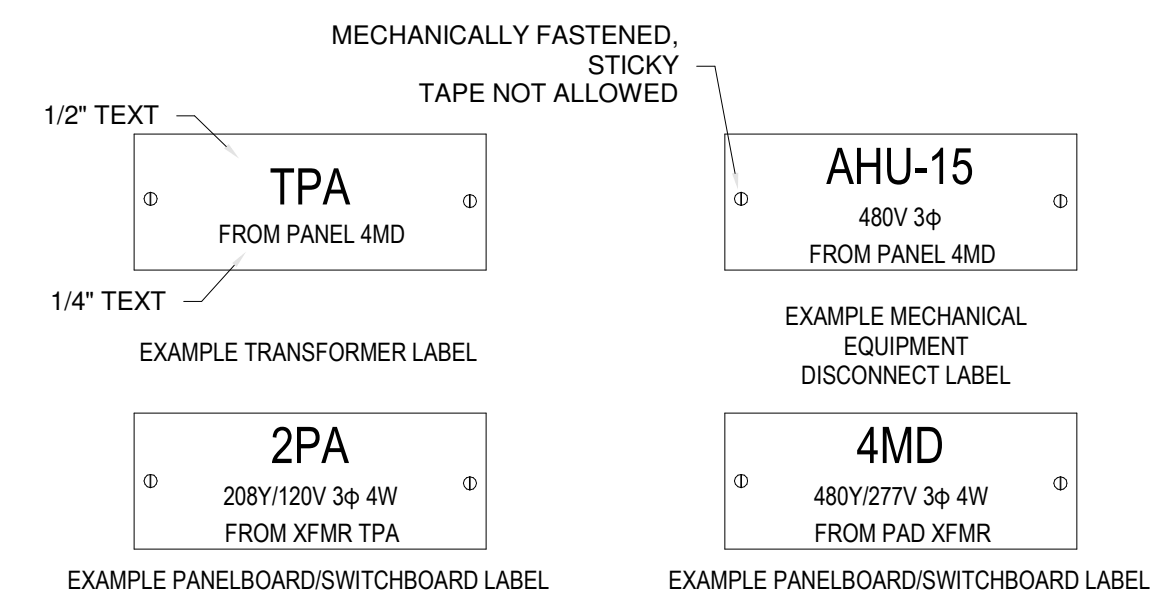 MECHANICALLY FASTENED,
STICKY
TAPE NOT ALLOWED
1/2" TEXT
TPA
FROM PANEL 4MD
1/4" TEXT
EXAMPLE TRANSFORMER LABEL
AHU-15
480V 3ϕ
FROM PANEL 4MD
EXAMPLE MECHANICAL
EQUIPMENT
DISCONNECT LABEL
2PA
208Y/120V 3ϕ 4W
FROM XFMR TPA
EXAMPLE PANELBOARD/SWITCHBOARD LABEL
4MD
480Y/277V 3ϕ 4W
FROM PAD XFMR
EXAMPLE PANELBOARD/SWITCHBOARD LABEL